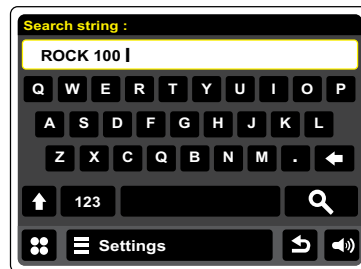 Search string :
ROCK 100
Q W E R T Y U I O P
A S D F G H J K L
Z X C Q B N M .
123
Settings